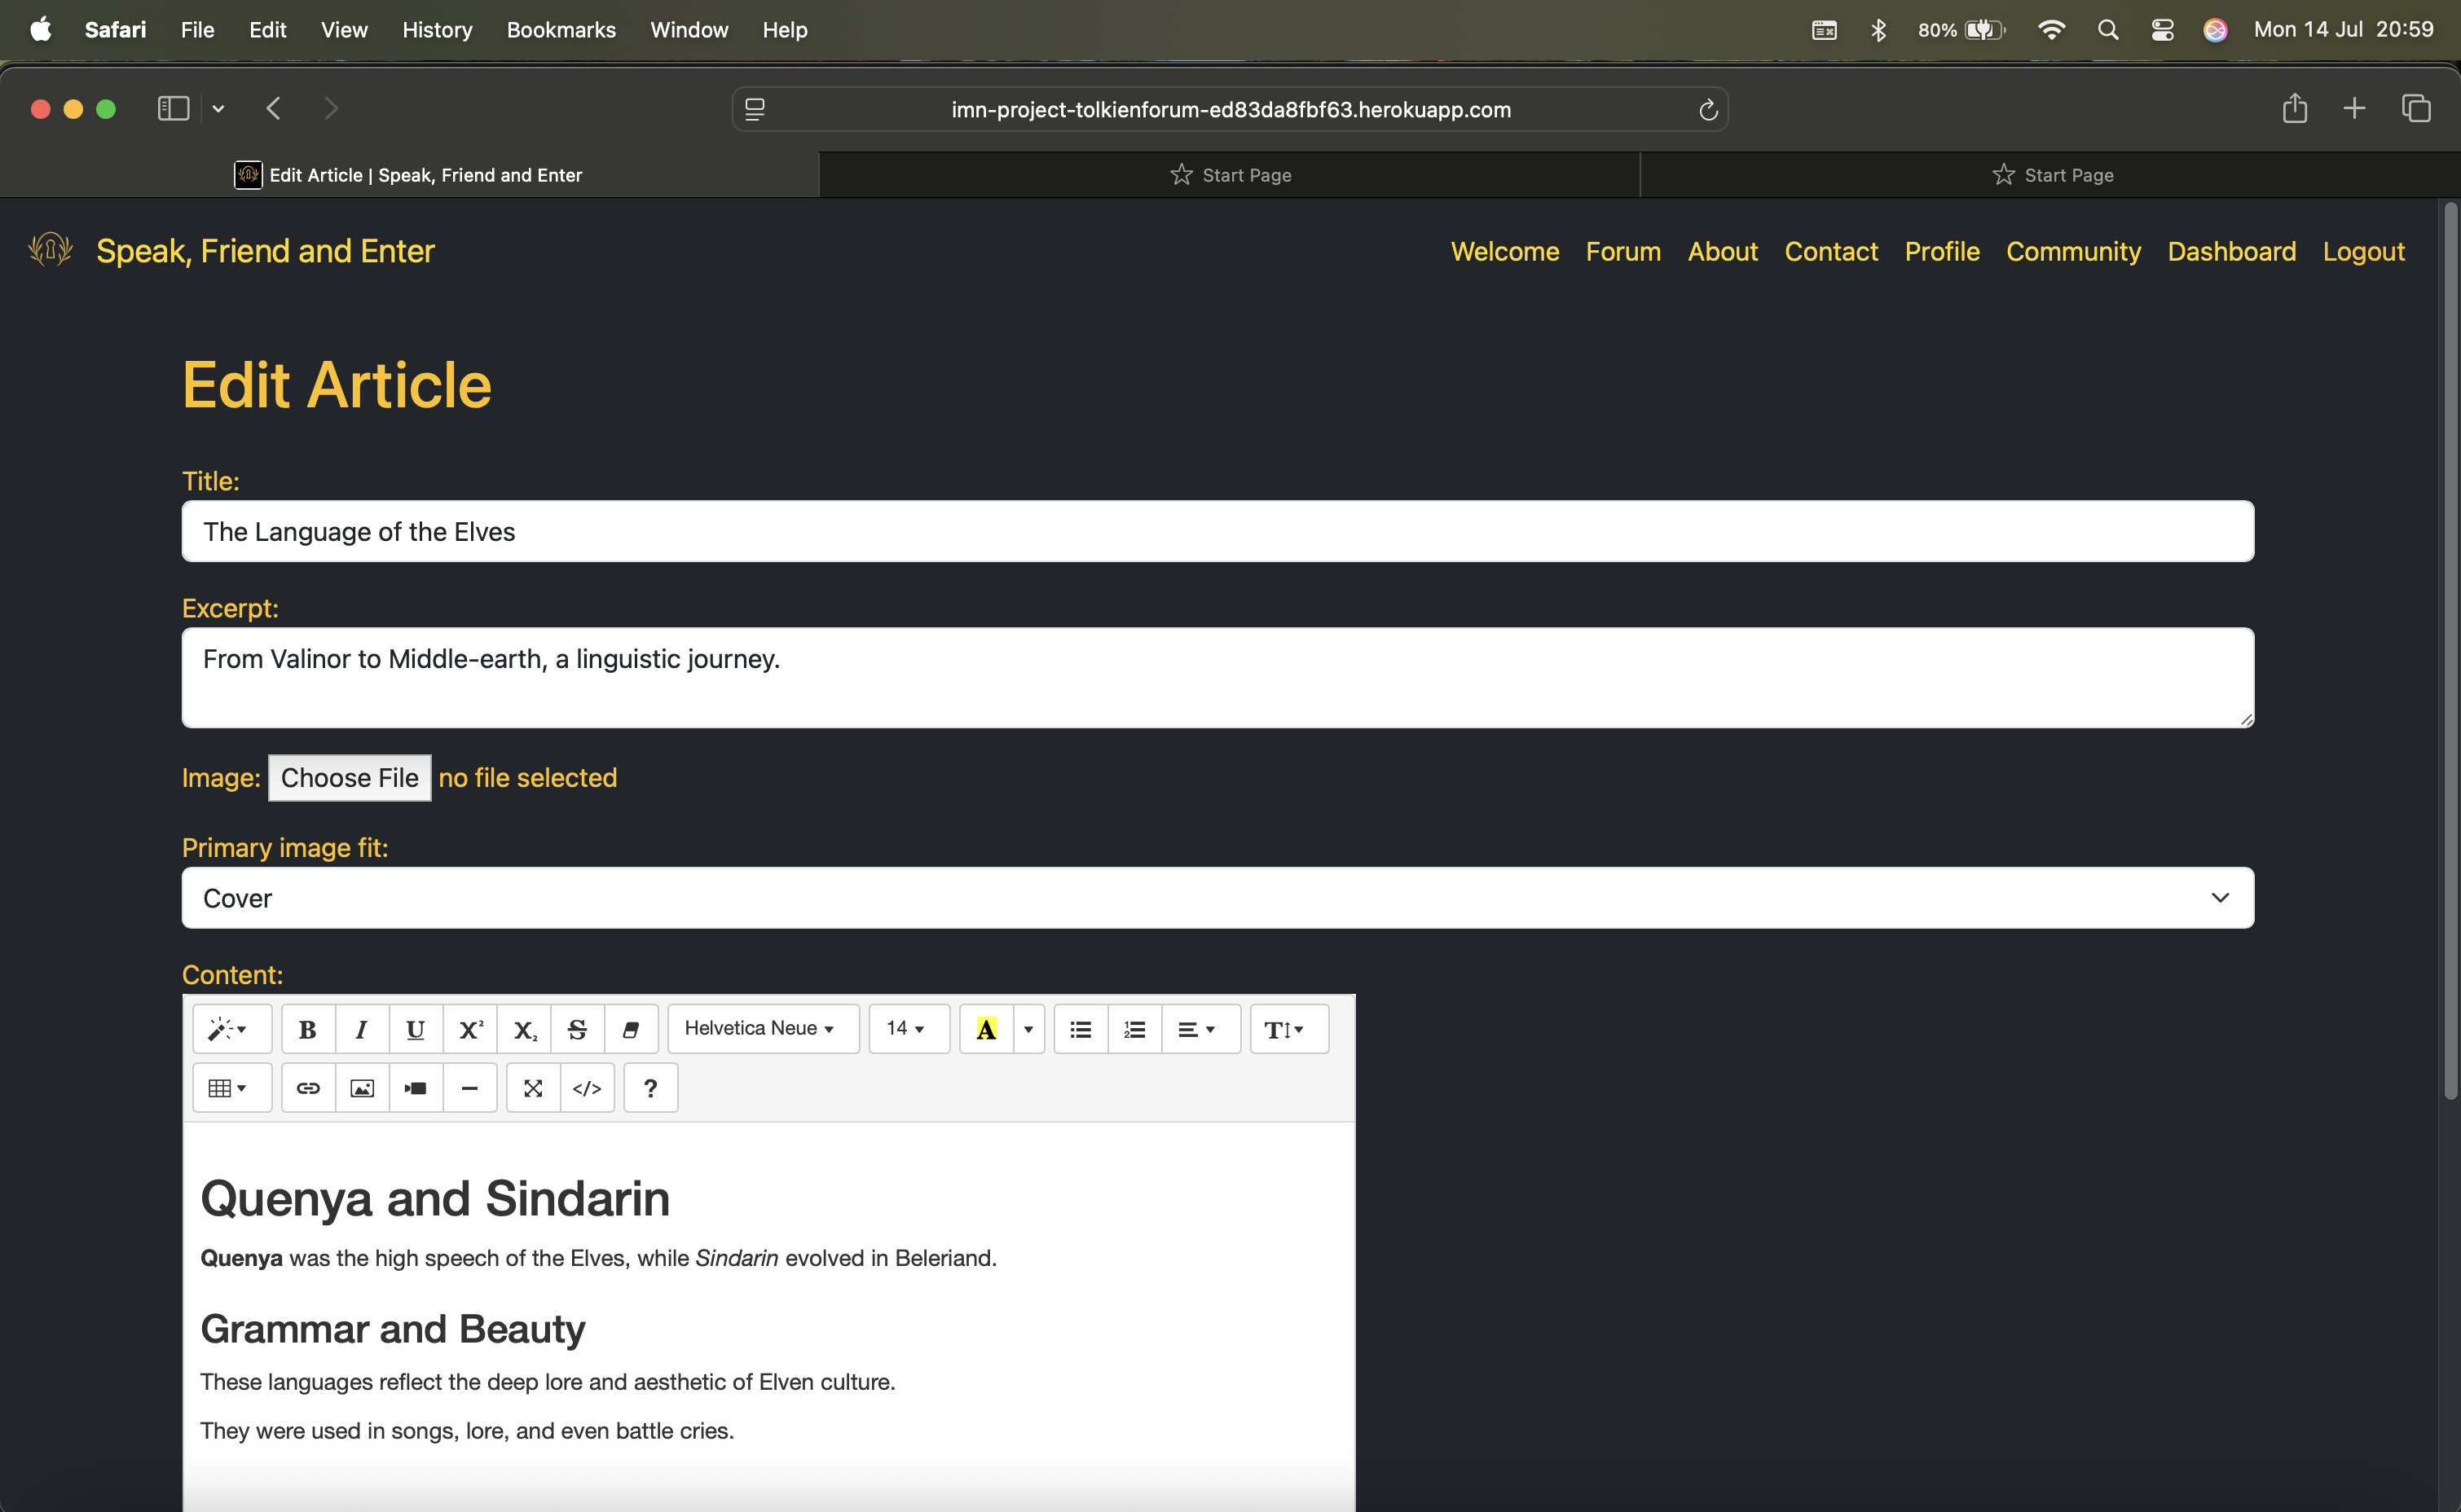 Safari File Edit View History Bookmarks Window Help 80% Mon 14 Jul 20:59
imn-project-tolkienforum-ed83da8fbf63.herokuapp.com
Edit Article | Speak, Friend and Enter Start Page Start Page
Speak, Friend and Enter Welcome Forum About Contact Profile Community Dashboard Logout
Edit Article
Title:
The Language of the Elves
Excerpt:
From Valinor to Middle-earth, a linguistic journey.
Image: Choose File no file selected
Primary image fit:
Cover
Content:
B I U X² X₂ S Helvetica Neue 14 A T
</> ?
Quenya and Sindarin
Quenya was the high speech of the Elves, while Sindarin evolved in Beleriand.
Grammar and Beauty
These languages reflect the deep lore and aesthetic of Elven culture.
They were used in songs, lore, and even battle cries.